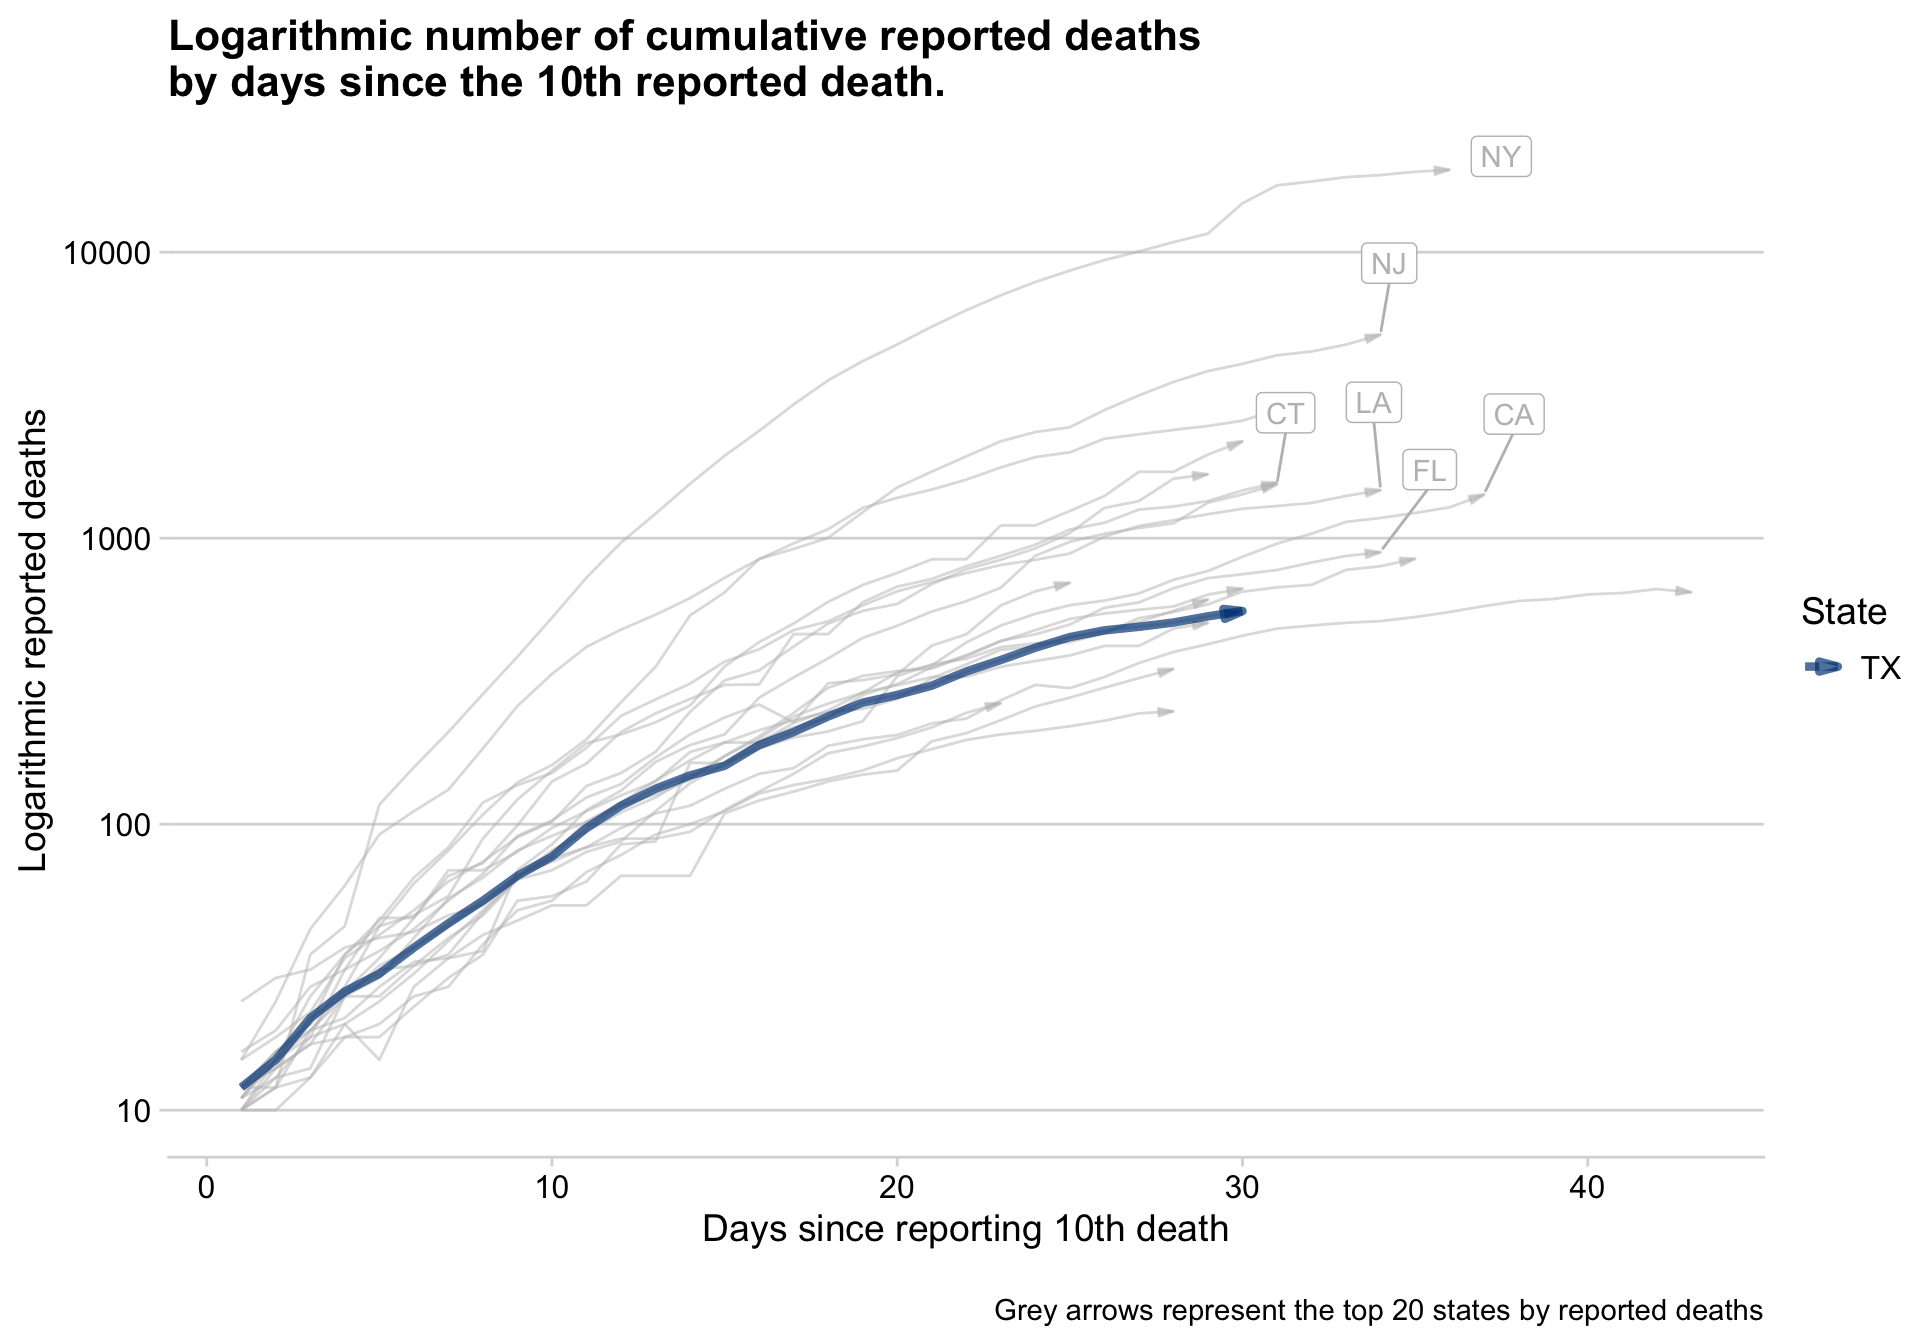 Logarithmic number of cumulative reported deaths
by days since the 10th reported death.
NY
10000
NJ
LA
CT
CA
FL
1000
100
10
Logarithmic reported deaths
State
TX
0 10 20 30 40
Days since reporting 10th death
Grey arrows represent the top 20 states by reported deaths